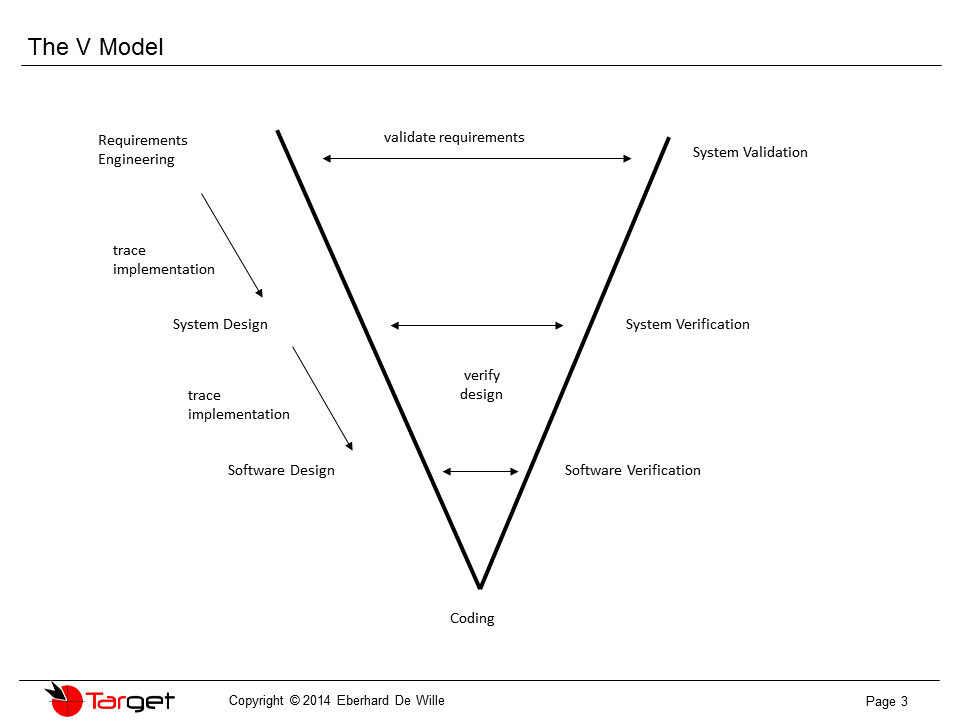 The V Model
Requirements
Engineering
validate requirements
System Validation
trace
implementation
System Design
System Verification
verify
design
trace
implementation
Software Design
Software Verification
Coding
Target
Copyright © 2014 Eberhard De Wille
Page 3